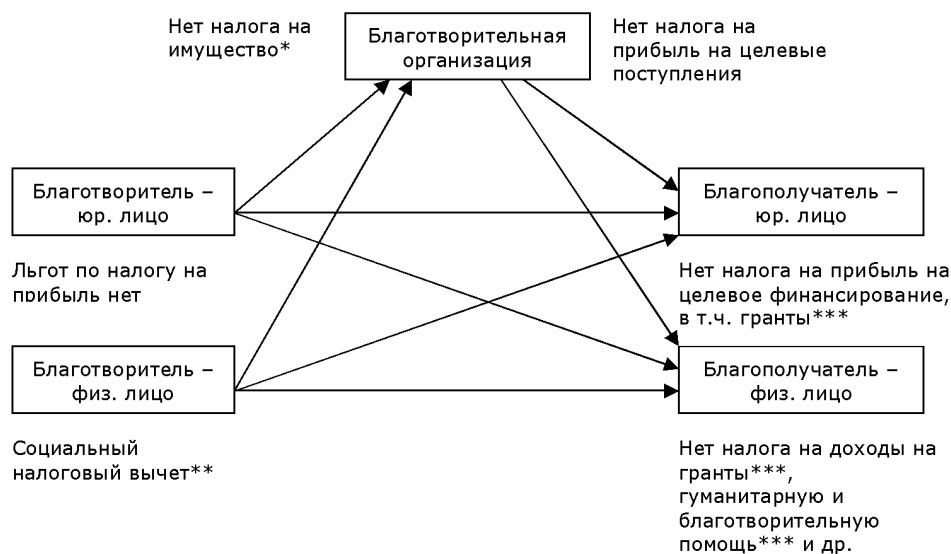 Нет налога на
имущество*
Благотворительная
организация
Нет налога на
прибыль на целевые
поступления
Благотворитель –
юр. лицо
Благополучатель –
юр. лицо
Льгот по налогу на
прибыль нет
Нет налога на прибыль на
целевое финансирование,
в т.ч. гранты***
Благотворитель –
физ. лицо
Благополучатель –
физ. лицо
Социальный
налоговый вычет**
Нет налога на доходы на
гранты***,
гуманитарную и
благотворительную
помощь*** и др.